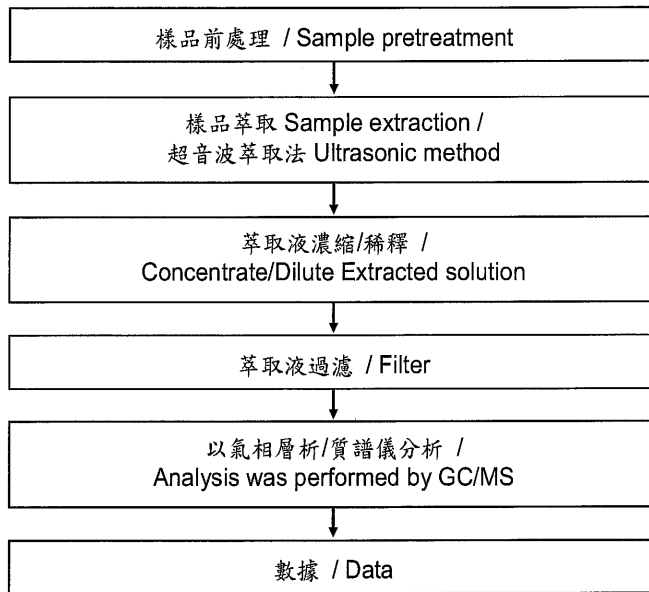 樣品前處理 / Sample pretreatment
樣品萃取 Sample extraction /
超音波萃取法 Ultrasonic method
萃取液濃縮/稀釋 /
Concentrate/Dilute Extracted solution
萃取液過濾 / Filter
以氣相層析/質譜儀分析 /
Analysis was performed by GC/MS
數據 / Data